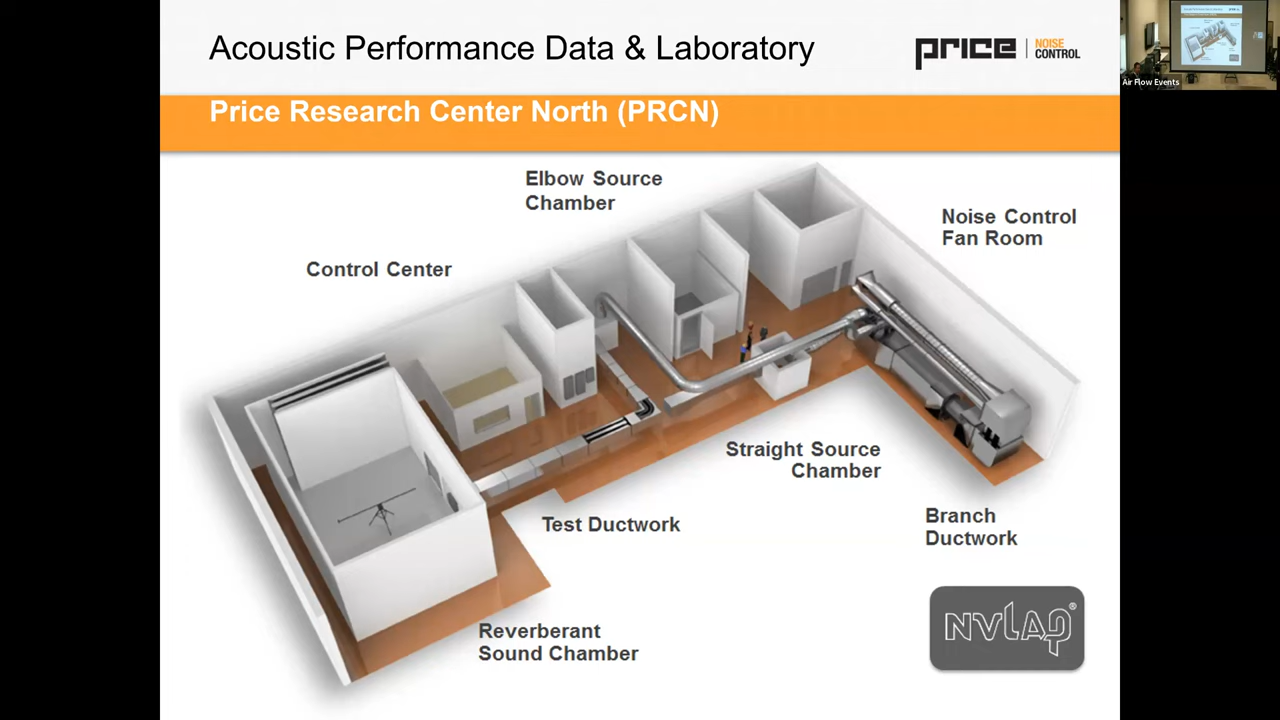 Acoustic Performance Data & Laboratory
price
NOISE
CONTROL
Air Flow Events
Price Research Center North (PRCN)
Elbow Source
Chamber
Noise Control
Fan Room
Control Center
Straight Source
Chamber
Test Ductwork
Branch
Ductwork
Reverberant
Sound Chamber
NVLAP®